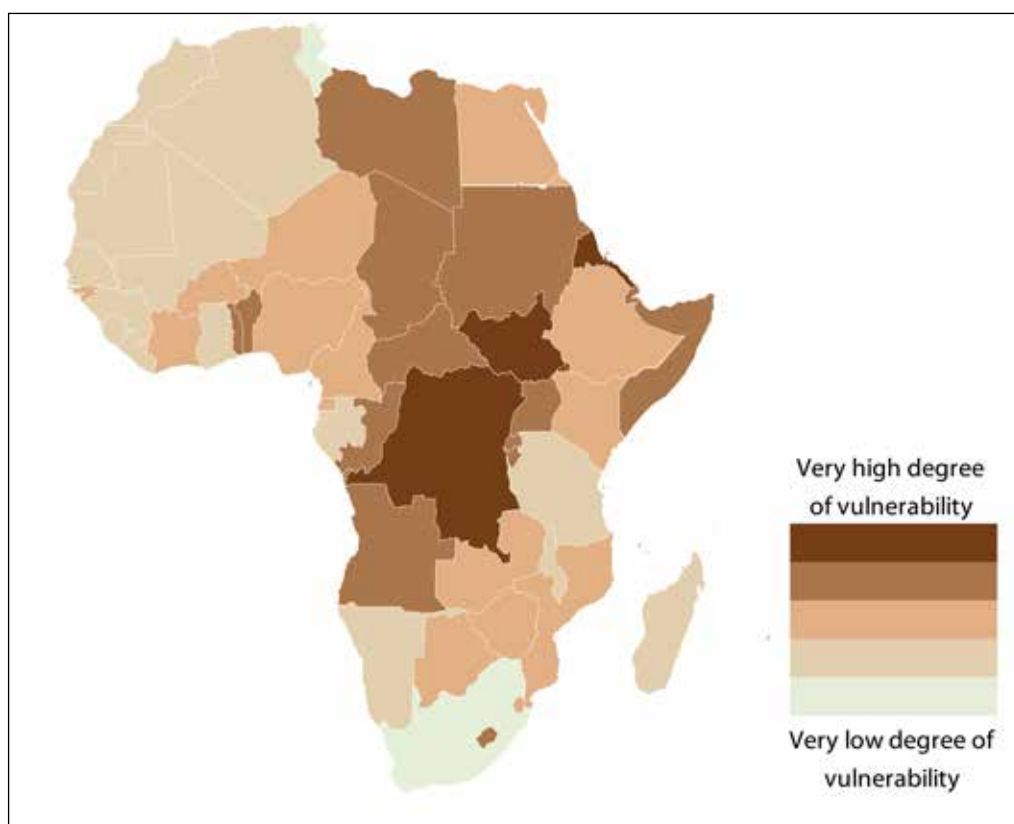 Very high degree
of vulnerability
Very low degree of
vulnerability